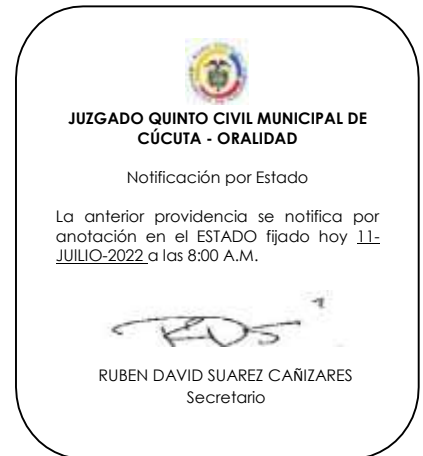 JUZGADO QUINTO CIVIL MUNICIPAL DE
CÚCUTA - ORALIDAD
Notificación por Estado
La anterior providencia se notifica por
anotación en el ESTADO fijado hoy 11-
JUILIO-2022 a las 8:00 A.M.
RUBEN DAVID SUAREZ CAÑIZARES
Secretario